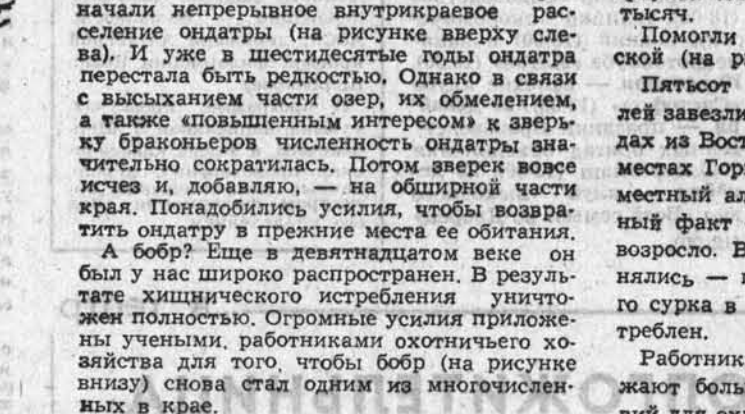 начали непрерывное внутрикраевое рас-
селение ондатры (на рисунке вверху сле-
ва). И уже в шестидесятые годы ондатра
перестала быть редкостью. Однако в связи
с высыханием части озер, их обмелением,
а также «повышенным интересом» к зверь-
ку браконьеров численность ондатры зна-
чительно сократилась. Потом зверек вовсе
исчез и, добавляю, — на обширной части
края. Понадобились усилия, чтобы возвра-
тить ондатру в прежние места ее обитания.
А бобр? Еще в девятнадцатом веке он
был у нас широко распространен. В резуль-
тате хищнического истребления уничто-
жен полностью. Огромные усилия приложе-
ны учеными, работниками охотничьего хо-
зяйства для того, чтобы бобр (на рисунке
внизу) снова стал одним из многочислен-
ных в крае.
тысяч.
Помогли
ской (на
Пятьсот
лей завезли
дах из
местах
местный
ный факт
возросло.
нялись —
го сурка в
треблен.
Работник
жают